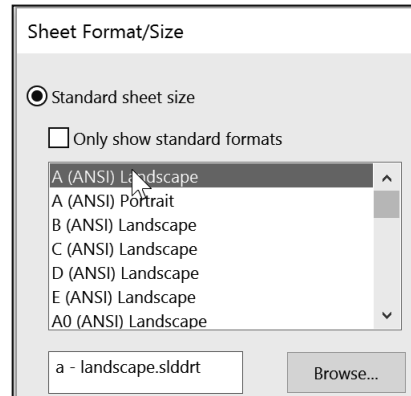 Sheet Format/Size
Standard sheet size
Only show standard formats
A (ANSI) Landscape
A (ANSI) Portrait
B (ANSI) Landscape
C (ANSI) Landscape
D (ANSI) Landscape
E (ANSI) Landscape
A0 (ANSI) Landscape
a - landscape.slddrt
Browse...